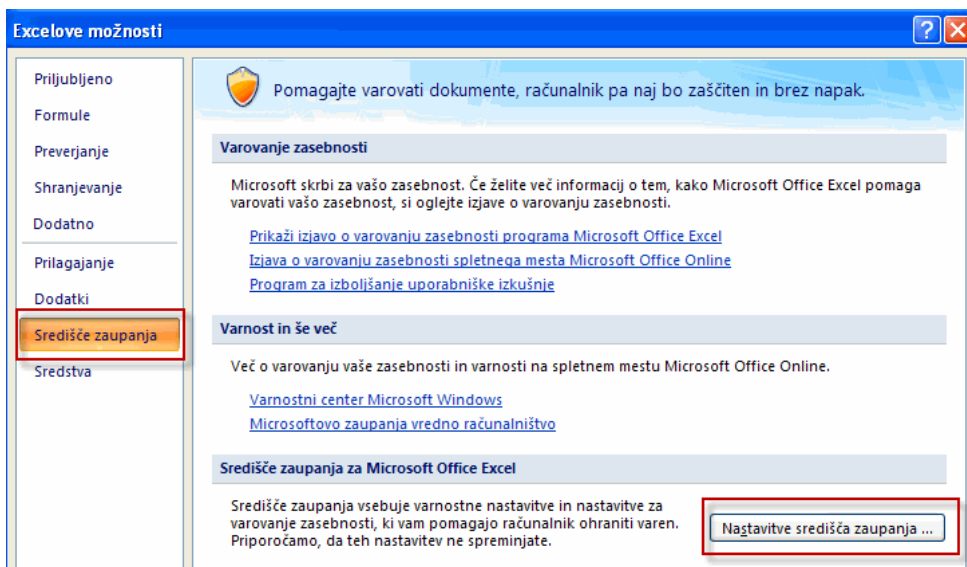 Excelove možnosti
Priljubljeno
Formule
Preverjanje
Shranjevanje
Dodatno
Prilagajanje
Dodatki
Središče zaupanja
Sredstva
Pomagajte varovati dokumente, računalnik pa naj bo zaščiten in brez napak.
Varovanje zasebnosti
Microsoft skrbi za vašo zasebnost. Če želite več informacij o tem, kako Microsoft Office Excel pomaga
varovati vašo zasebnost, si oglejte izjave o varovanju zasebnosti.
Prikaži izjavo o varovanju zasebnosti programa Microsoft Office Excel
Izjava o varovanju zasebnosti spletnega mesta Microsoft Office Online
Program za izboljšanje uporabniške izkušnje
Varnost in še več
Več o varovanju vaše zasebnosti in varnosti na spletnem mestu Microsoft Office Online.
Varnostni center Microsoft Windows
Microsoftovo zaupanja vredno računalništvo
Središče zaupanja za Microsoft Office Excel
Središče zaupanja vsebuje varnostne nastavitve in nastavitve za
varovanje zasebnosti, ki vam pomagajo računalnik ohraniti varen.
Priporočamo, da teh nastavitev ne spreminjate.
Nastavitve središča zaupanja ...